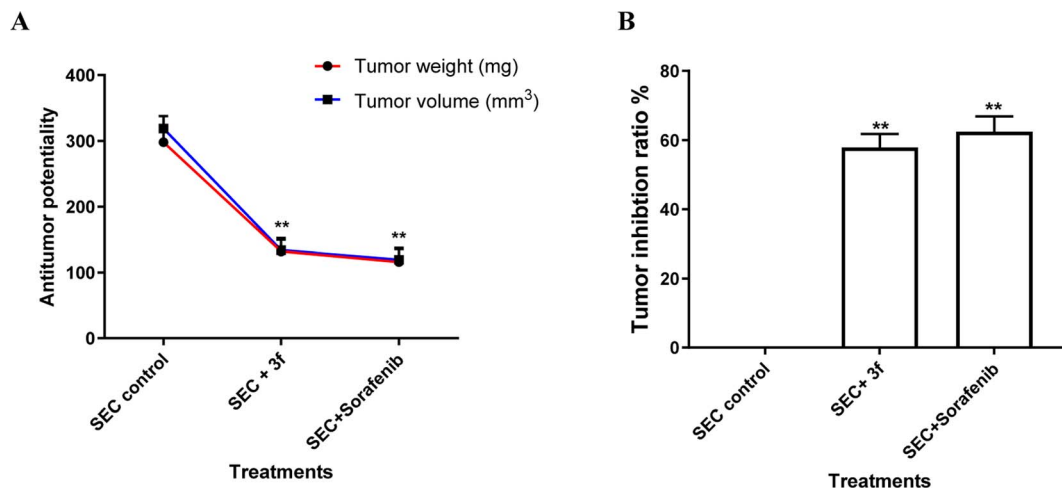 A
Tumor weight (mg)
Tumor volume (mm³)
400
300
200
100
0
Antitumor potentiality
**
**
SEC control
SEC + 3f
SEC+Sorafenib
Treatments
B
80
60
40
20
0
Tumor inhibtion ratio %
**
**
SEC control
SEC+ 3f
SEC+Sorafenib
Treatments